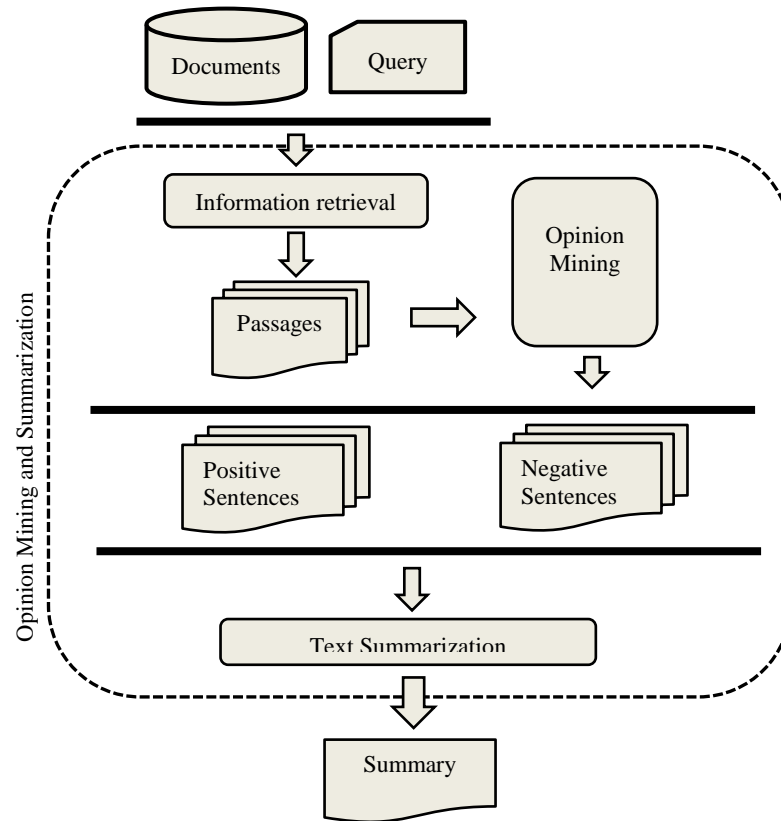 Documents
Query
Information retrieval
Opinion
Mining
Passages
Opinion Mining and Summarization
Positive
Sentences
Negative
Sentences
Text Summarization
Summary